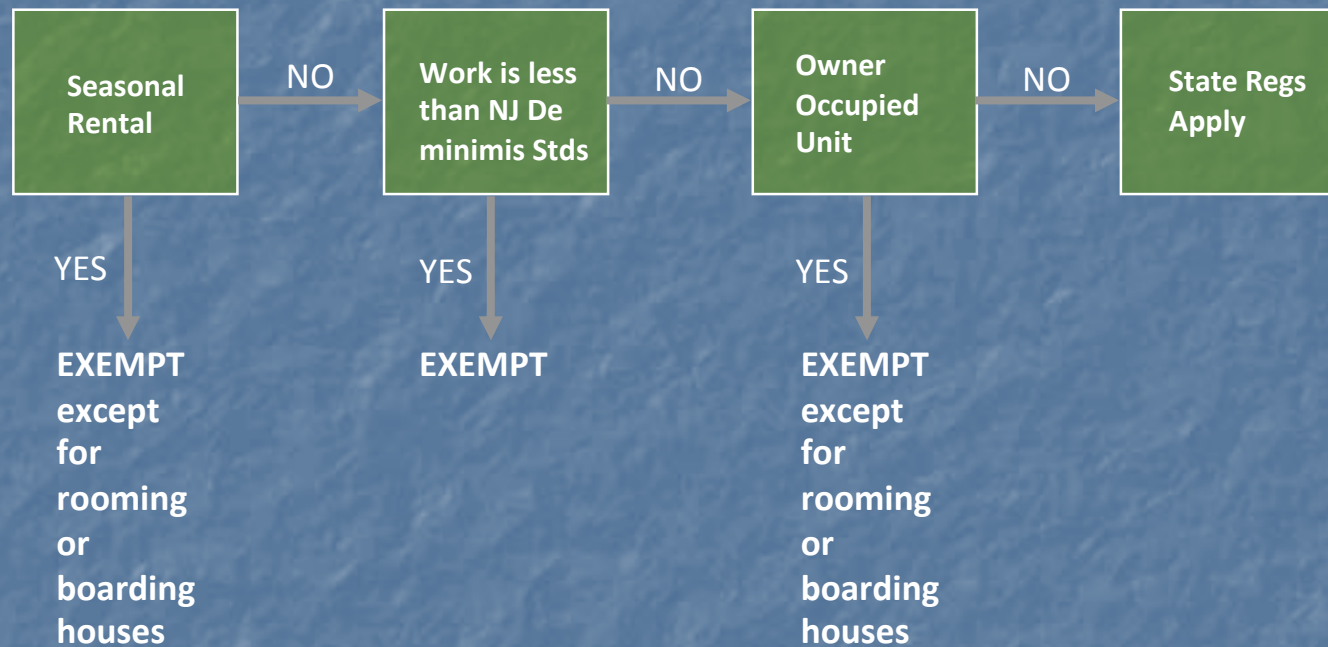 Seasonal
Rental
NO
Work is less
than NJ De
minimis Stds
NO
Owner
Occupied
Unit
NO
State Regs
Apply
YES
EXEMPT
except
for
rooming
or
boarding
houses
YES
EXEMPT
YES
EXEMPT
except
for
rooming
or
boarding
houses